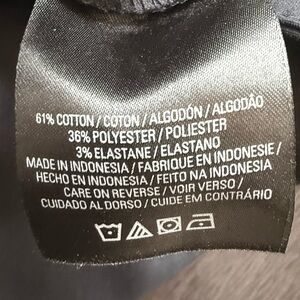 61% COTTON / COTON / ALGODÓN / ALGODÃO
36% POLYESTER / POLIESTER
3% ELASTANE / ELASTANO
MADE IN INDONESIA / FABRIQUE EN INDONESIE /
HECHO EN INDONESIA / FEITO NA INDONESIA
CARE ON REVERSE / VOIR VERSO /
CUIDADO AL DORSO / CUIDE EM CONTRÁRIO